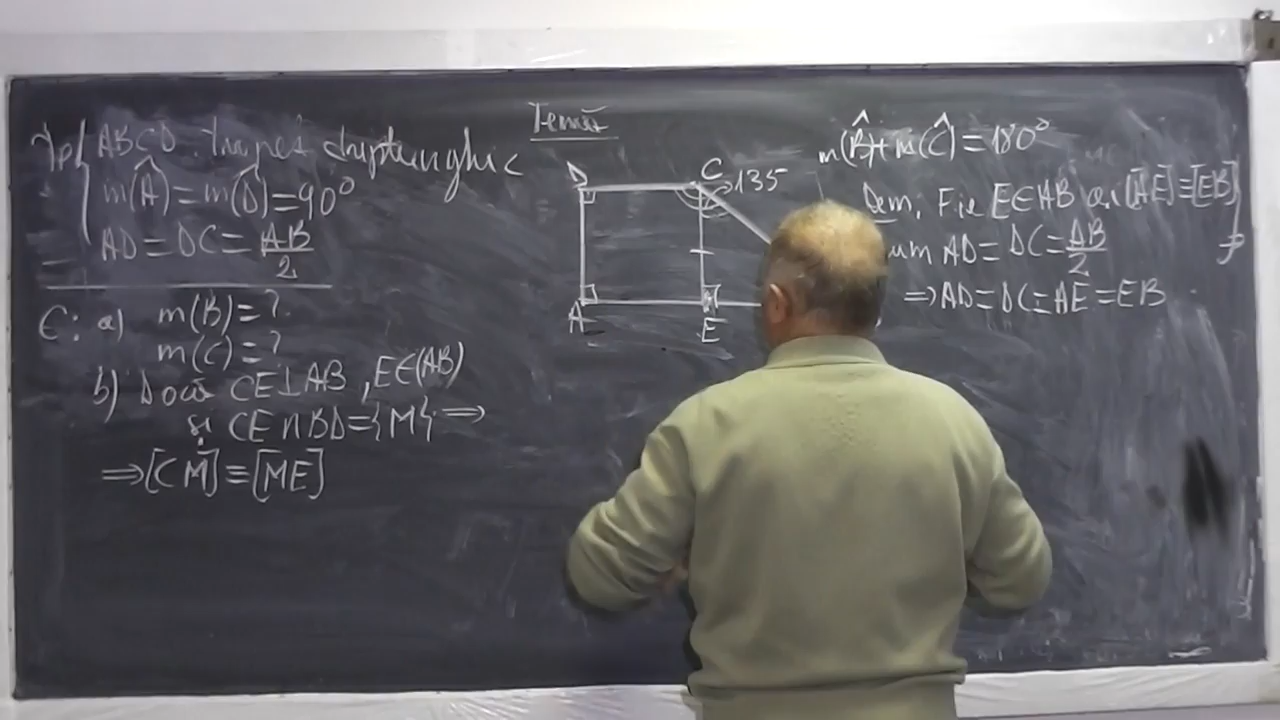 Ip{ ABCD trapez dreptunghic
m(Â)=m(D̂)=90°
AD=DC=AB/2
C: a) m(B)=?
m(C)=?
b) Dacă CE⊥AB, E∈(AB)
și CE∩BD={M} ⇒
⇒[CM]≡[ME]
Temă
D
C
135
A
E
m(B̂)+m(Ĉ)=180°
Dem. Fie E∈AB a.i. [AE]≡[EB]
AD=DC=AB/2 ⇒
⇒AD=DC=AE=EB